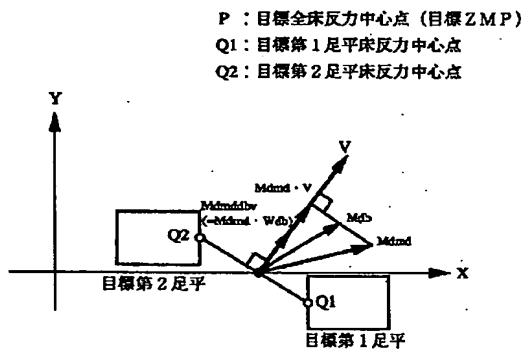 P ：目標全床反力中心点（目標ZMP）
Q1：目標第1足平床反力中心点
Q2：目標第2足平床反力中心点
Y
V
Mdmd・V
Mdmddbv
(=Mdmd・Wdb)
Mdb
Q2
Mdmd
X
目標第2足平
Q1
目標第1足平